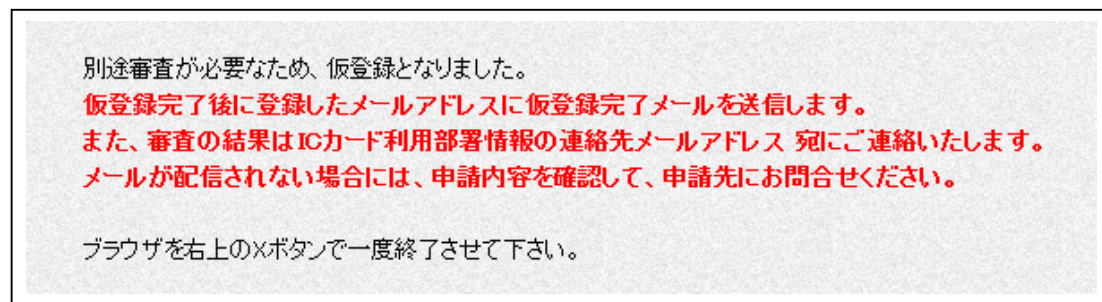 別途審査が必要なため、仮登録となりました。
仮登録完了後に登録したメールアドレスに仮登録完了メールを送信します。
また、審査の結果はICカード利用部署情報の連絡先メールアドレス 宛にご連絡いたします。
メールが配信されない場合には、申請内容を確認して、申請先にお問合せください。
ブラウザを右上の×ボタンで一度終了させて下さい。